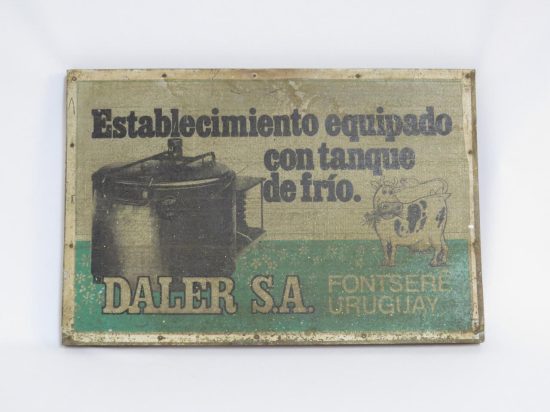 Establecimiento equipado
con tanque
de frío.
DALER S.A.
FONTSERE
URUGUAY